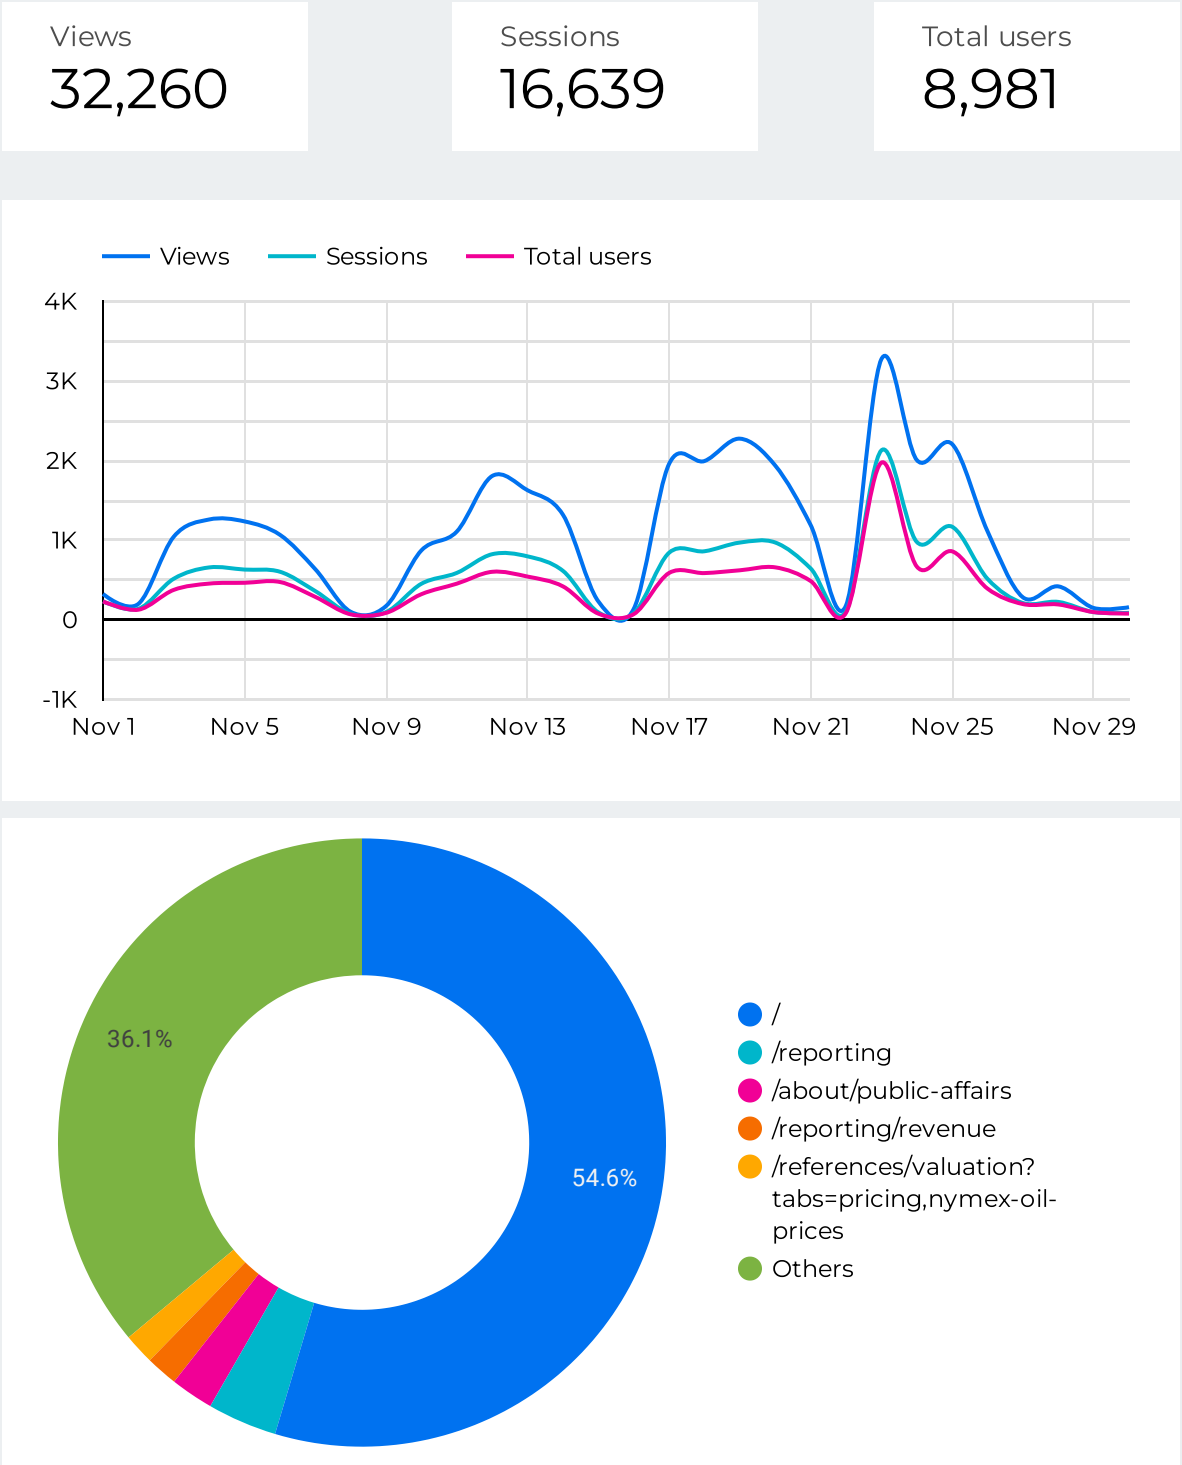 Views
32,260
Sessions
16,639
Total users
8,981
Views Sessions Total users
4K
3K
2K
1K
0
-1K
Nov 1 Nov 5 Nov 9 Nov 13 Nov 17 Nov 21 Nov 25 Nov 29
36.1%
54.6%
/
/reporting
/about/public-affairs
/reporting/revenue
/references/valuation?
tabs=pricing,nymex-oil-
prices
Others